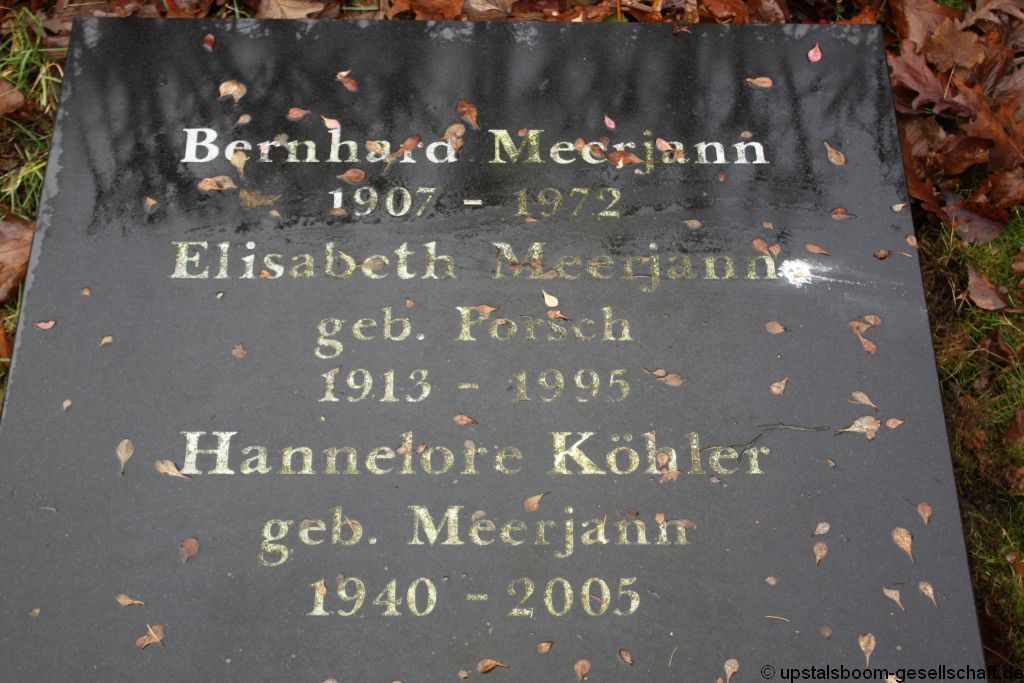 Bernhard Meerjann
1907 - 1972
Elisabeth Meerjann
geb. Forsch
1913 - 1995
Hannelore Köhler
geb. Meerjann
1940 - 2005
© upstalsboom-gesellschaft.de